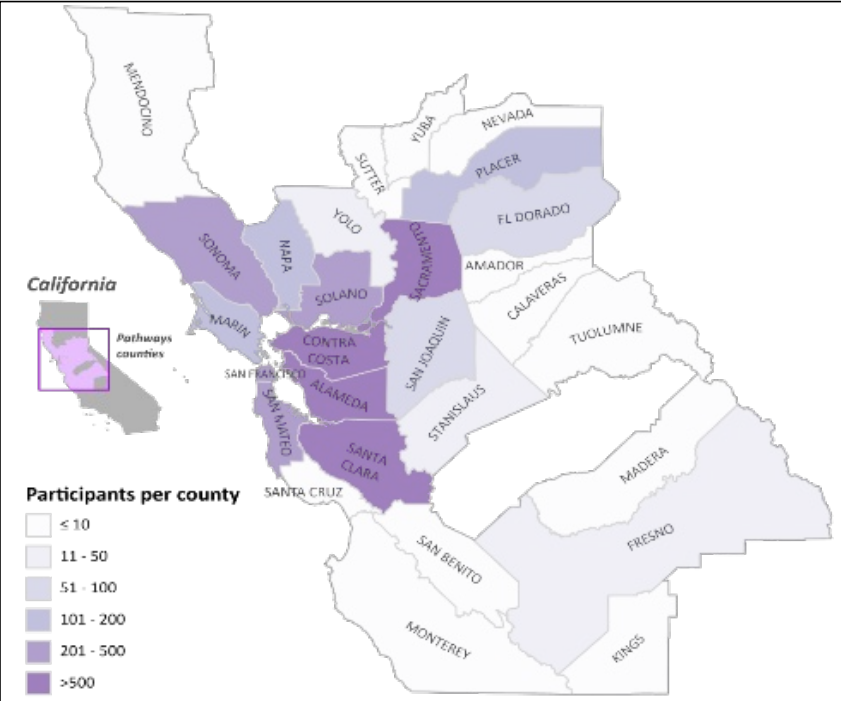 MENDOCINO
YUBA
NEVADA
SUTTER
PLACER
YOLO
EL DORADO
SONOMA
NAPA
SACRAMENTO
AMADOR
SOLANO
CALAVERAS
California
MARIN
TUOLUMNE
Pathways
counties
CONTRA
COSTA
SAN JOAQUIN
SAN FRANCISCO
ALAMEDA
STANISLAUS
SAN MATEO
SANTA
CLARA
MADERA
Participants per county
SANTA CRUZ
≤ 10
FRESNO
11 - 50
SAN BENITO
51 - 100
101 - 200
MONTEREY
KINGS
201 - 500
>500